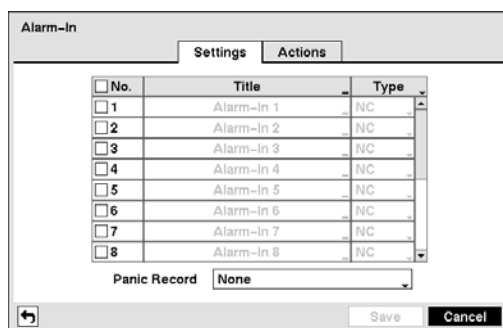 Alarm-In
Settings Actions
No. Title Type
1 Alarm-In 1 NC
2 Alarm-In 2 NC
3 Alarm-In 3 NC
4 Alarm-In 4 NC
5 Alarm-In 5 NC
6 Alarm-In 6 NC
7 Alarm-In 7 NC
8 Alarm-In 8 NC
Panic Record None
Save Cancel